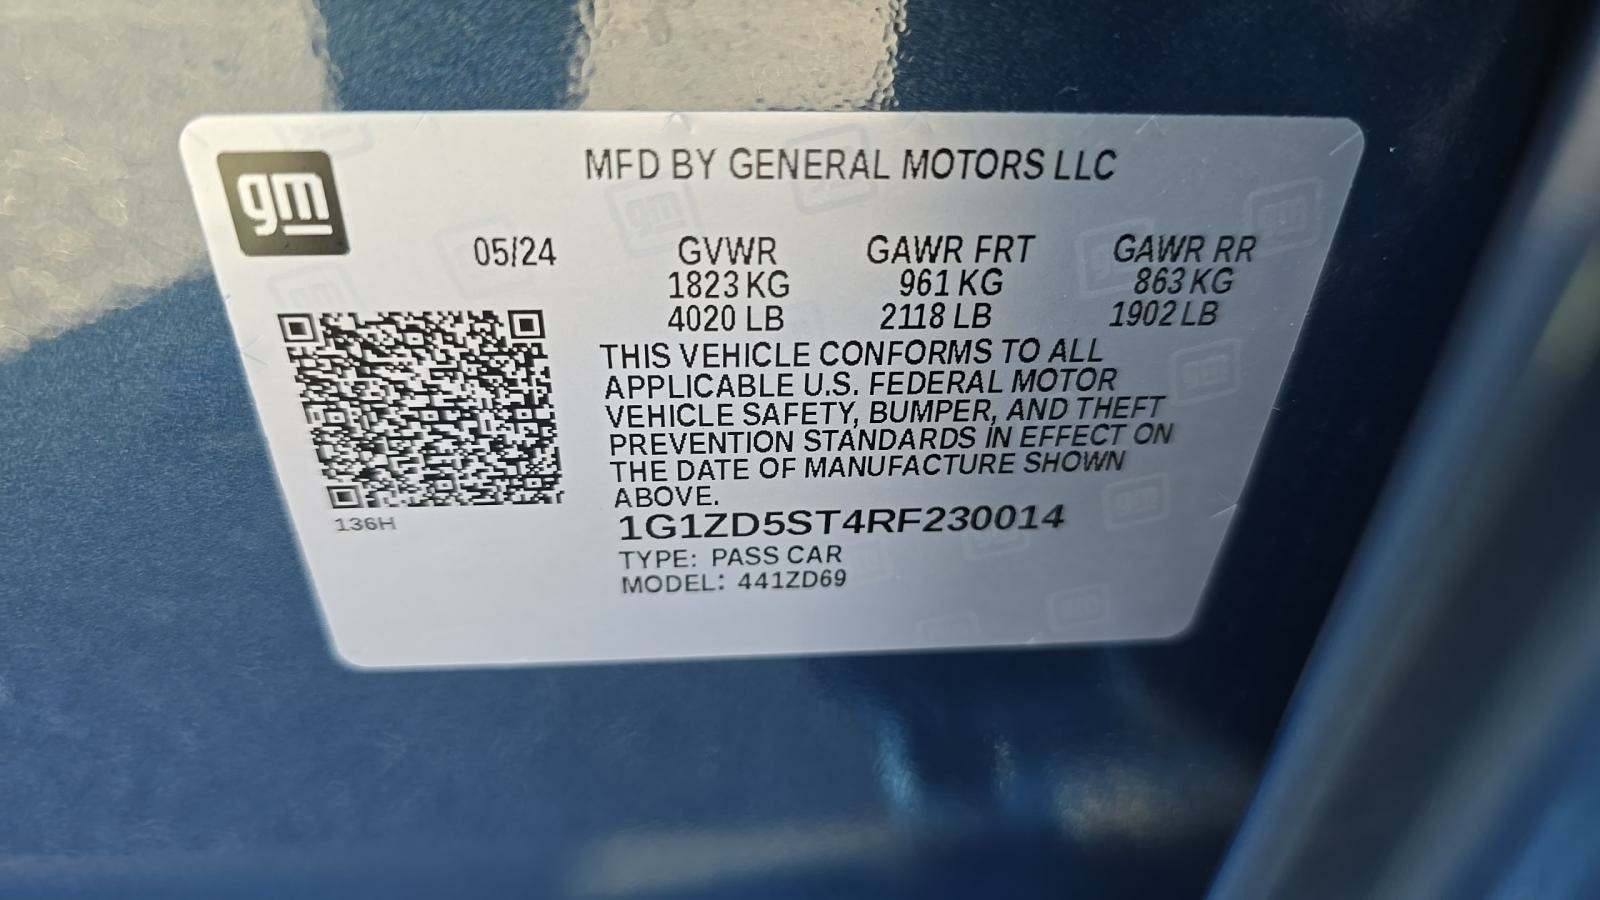 gm
MFD BY GENERAL MOTORS LLC
05/24 GVWR GAWR FRT GAWR RR
1823 KG 961 KG 863 KG
4020 LB 2118 LB 1902 LB
THIS VEHICLE CONFORMS TO ALL
APPLICABLE U.S. FEDERAL MOTOR
VEHICLE SAFETY, BUMPER, AND THEFT
PREVENTION STANDARDS IN EFFECT ON
THE DATE OF MANUFACTURE SHOWN
ABOVE.
136H
1G1ZD5ST4RF230014
TYPE: PASS CAR
MODEL: 441ZD69